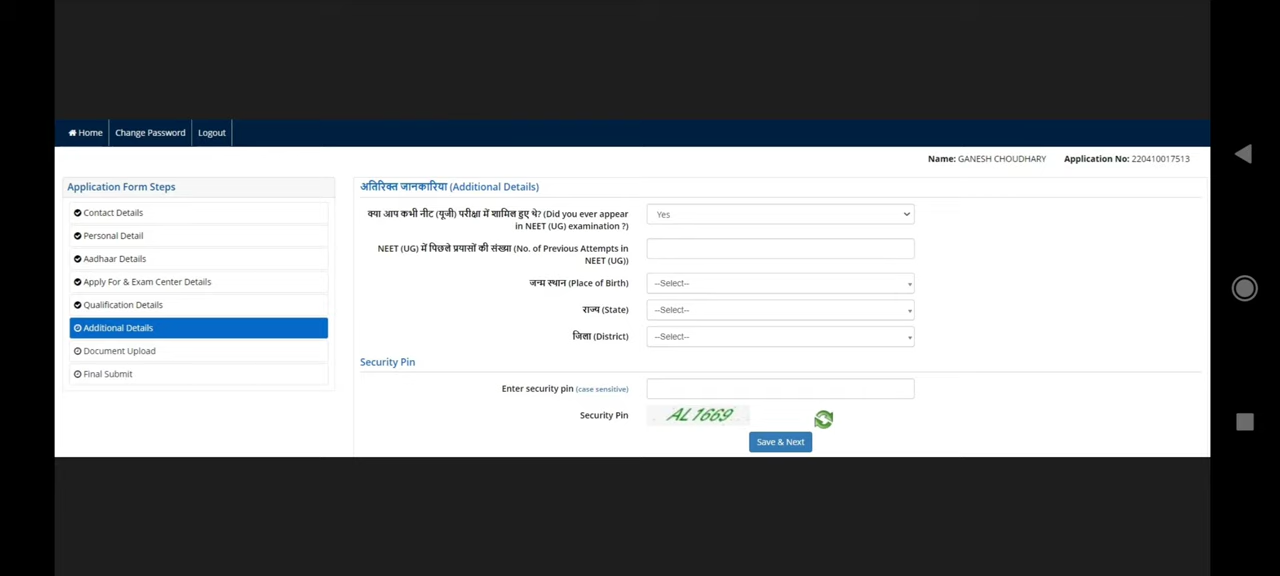 Home Change Password Logout
Name: GANESH CHOUDHARY Application No: 220410017513
Application Form Steps
Contact Details
Personal Detail
Aadhaar Details
Apply For & Exam Center Details
Qualification Details
Additional Details
Document Upload
Final Submit
अतिरिक्त जानकारिया (Additional Details)
क्या आप कभी नीट (यूजी) परीक्षा में शामिल हुए थे? (Did you ever appear
in NEET (UG) examination ?)
Yes
NEET (UG) में पिछले प्रयासों की संख्या (No. of Previous Attempts in
NEET (UG))
जन्म स्थान (Place of Birth)
--Select--
राज्य (State)
--Select--
जिला (District)
--Select--
Security Pin
Enter security pin (case sensitive)
Security Pin
AL1669
Save & Next